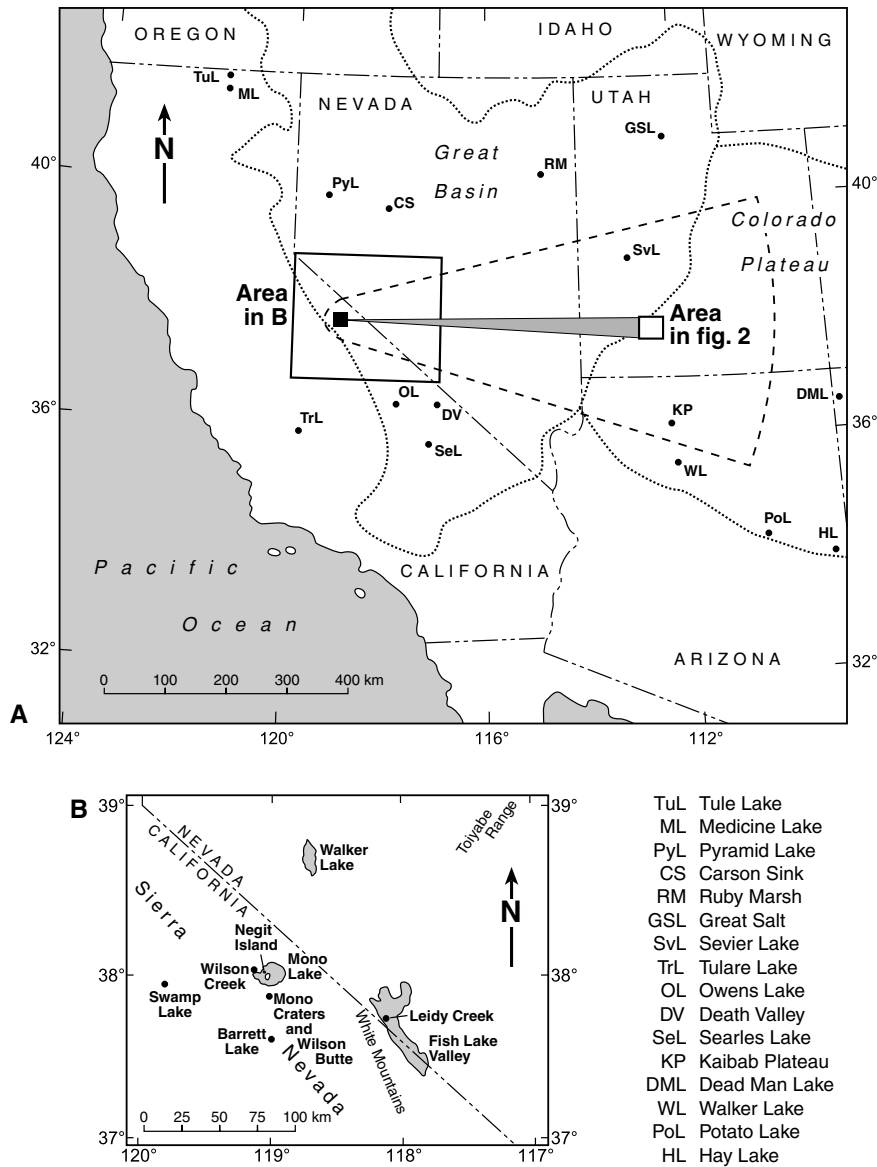 OREGON
IDAHO
WYOMING
TuL
ML
NEVADA
UTAH
GSL
N
Great
Basin
RM
40°
40°
PyL
CS
Colorado
Plateau
SvL
Area
in B
Area
in fig. 2
OL
DV
KP
DML
36°
36°
TrL
SeL
WL
PoL
HL
Pacific
Ocean
CALIFORNIA
ARIZONA
32°
32°
0 100 200 300 400 km
A
124° 120° 116° 112°
B
39°
39°
NEVADA
CALIFORNIA
Toiyabe
Range
Walker
Lake
Sierra
Nevada
N
Negit
Island
Mono
Lake
Wilson
Creek
38°
38°
Swamp
Lake
Mono
Craters
and
Wilson
Butte
Barrett
Lake
Leidy Creek
Fish Lake
Valley
White Mountains
0 25 50 75 100 km
37°
37°
120° 119° 118° 117°
TuL Tule Lake
ML Medicine Lake
PyL Pyramid Lake
CS Carson Sink
RM Ruby Marsh
GSL Great Salt
SvL Sevier Lake
TrL Tulare Lake
OL Owens Lake
DV Death Valley
SeL Searles Lake
KP Kaibab Plateau
DML Dead Man Lake
WL Walker Lake
PoL Potato Lake
HL Hay Lake